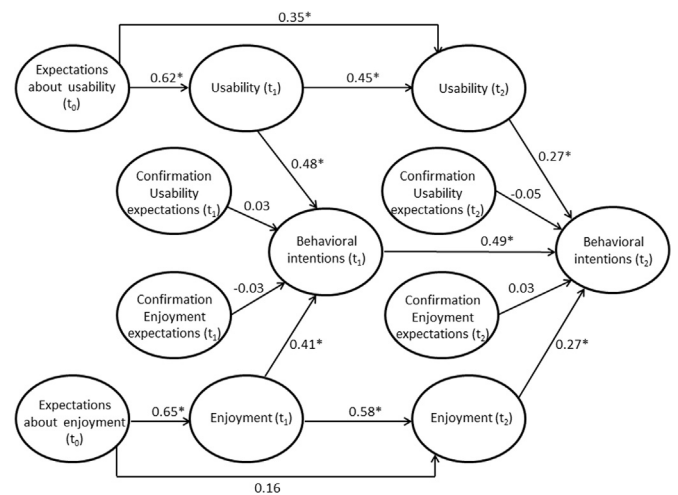 0.35*
Expectations
about usability
(t0)
0.62*
Usability (t1)
0.45*
Usability (t2)
0.48*
0.27*
Confirmation
Usability
expectations (t1)
0.03
Confirmation
Usability
expectations (t2)
-0.05
Behavioral
intentions (t1)
0.49*
Behavioral
intentions (t2)
Confirmation
Enjoyment
expectations (t1)
-0.03
Confirmation
Enjoyment
expectations (t2)
0.03
0.41*
0.27*
Expectations
about enjoyment
(t0)
0.65*
Enjoyment (t1)
0.58*
Enjoyment (t2)
0.16